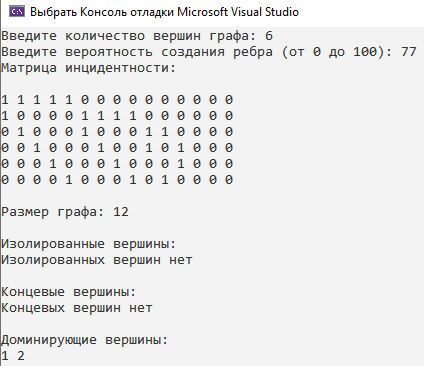 Выбрать Консоль отладки Microsoft Visual Studio
Введите количество вершин графа: 6
Введите вероятность создания ребра (от 0 до 100): 77
Матрица инцидентности:
1 1 1 1 1 0 0 0 0 0 0 0 0 0 0
1 0 0 0 0 1 1 1 1 0 0 0 0 0 0
0 1 0 0 0 1 0 0 0 1 1 0 0 0 0
0 0 1 0 0 0 1 0 0 1 0 1 0 0 0
0 0 0 1 0 0 0 1 0 0 0 1 0 0 0
0 0 0 0 1 0 0 0 1 0 1 0 0 0 0
Размер графа: 12
Изолированные вершины:
Изолированных вершин нет
Концевые вершины:
Концевых вершин нет
Доминирующие вершины:
1 2